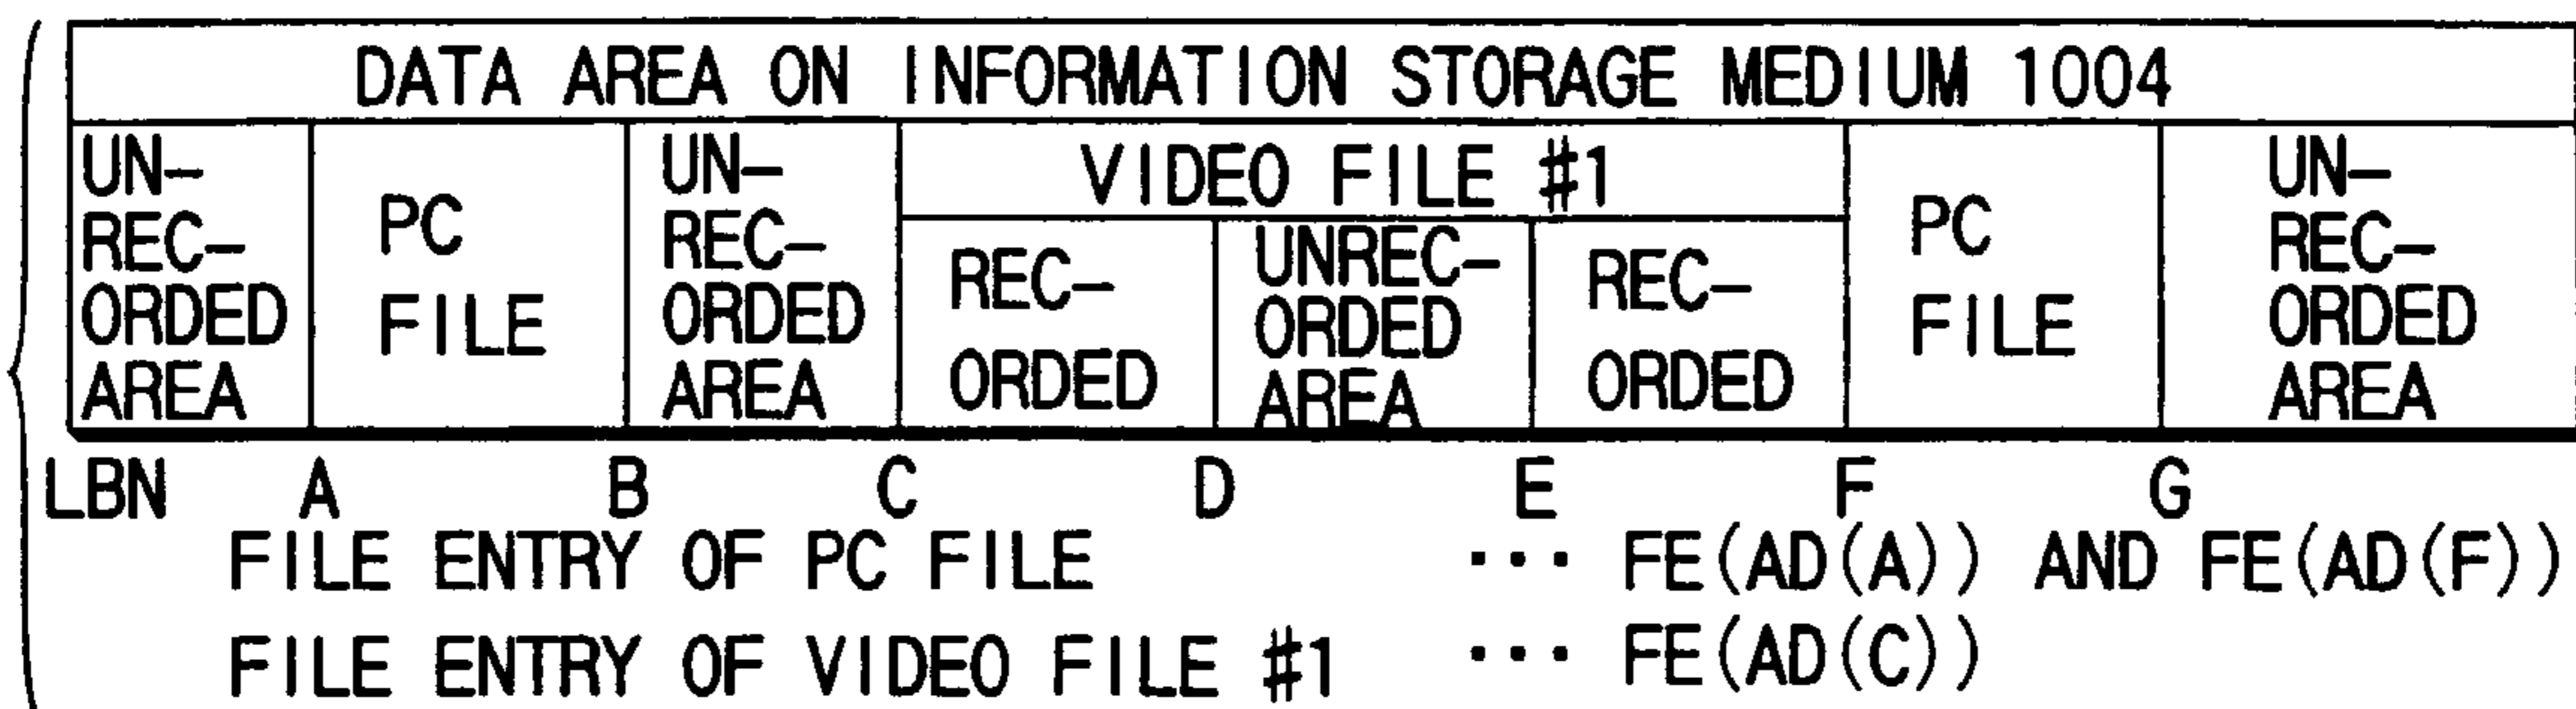 DATA AREA ON INFORMATION STORAGE MEDIUM 1004
UN-
REC-
ORDED
AREA
PC
FILE
UN-
REC-
ORDED
AREA
VIDEO FILE #1
REC-
ORDED
UNREC-
ORDED
AREA
REC-
ORDED
PC
FILE
UN-
REC-
ORDED
AREA
LBN A B C D E F G
FILE ENTRY OF PC FILE ··· FE(AD(A)) AND FE(AD(F))
FILE ENTRY OF VIDEO FILE #1 ··· FE(AD(C))